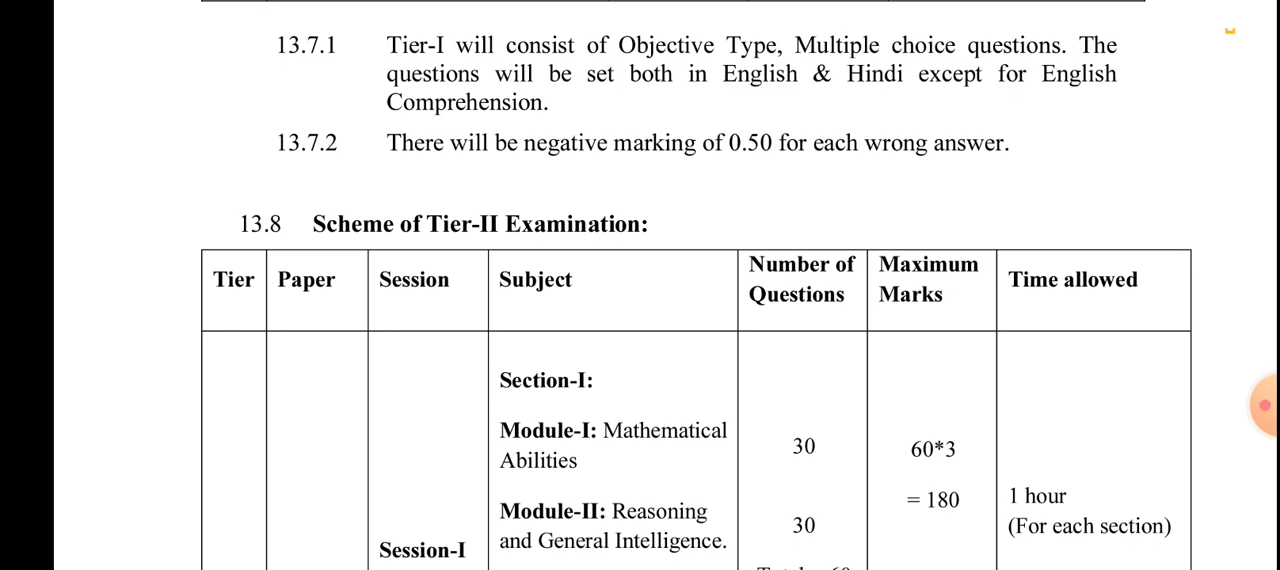 13.7.1 Tier-I will consist of Objective Type, Multiple choice questions. The
questions will be set both in English & Hindi except for English
Comprehension.
13.7.2 There will be negative marking of 0.50 for each wrong answer.
13.8 Scheme of Tier-II Examination:
Tier Paper Session Subject Number of Questions Maximum Marks Time allowed
Section-I:
Module-I: Mathematical
Abilities
30
60*3
= 180
Module-II: Reasoning
and General Intelligence.
30
1 hour
(For each section)
Session-I